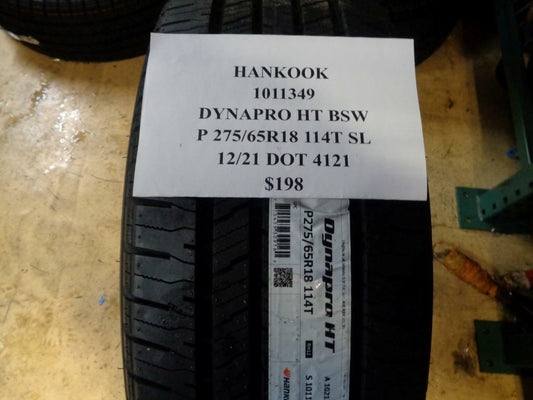 HANKOOK
1011349
DYNAPRO HT BSW
P 275/65R18 114T SL
12/21 DOT 4121
$198
Dynapro HT
P275/65R18 114T
Hankook